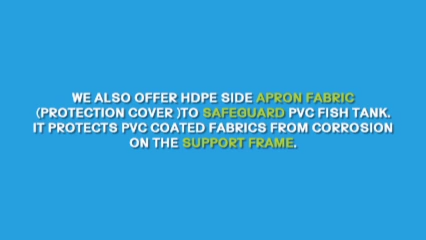 WE ALSO OFFER HDPE SIDE APRON FABRIC
(PROTECTION COVER )TO SAFEGUARD PVC FISH TANK.
IT PROTECTS PVC COATED FABRICS FROM CORROSION
ON THE SUPPORT FRAME.